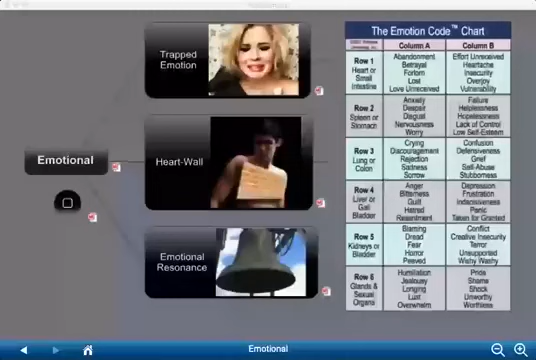 Emotional
Trapped
Emotion
Heart-Wall
Emotional
Resonance
The Emotion Code™ Chart
Column A
Column B
Row 1
Heart or
Small
Intestine
Abandonment
Betrayal
Forlorn
Lost
Love Unreceived
Effort Unreceived
Heartache
Insecurity
Overjoy
Vulnerability
Row 2
Spleen or
Stomach
Anxiety
Despair
Disgust
Nervousness
Worry
Failure
Helplessness
Hopelessness
Lack of Control
Low Self-Esteem
Row 3
Lung or
Colon
Crying
Discouragement
Rejection
Sadness
Sorrow
Confusion
Defensiveness
Grief
Self-Abuse
Stubborness
Row 4
Liver or
Gall
Bladder
Anger
Bitterness
Guilt
Hatred
Resentment
Depression
Frustration
Indecisiveness
Panic
Taken for Granted
Row 5
Kidneys or
Bladder
Blaming
Dread
Fear
Horror
Peeved
Conflict
Creative Insecurity
Terror
Unsupported
Wishy Washy
Row 6
Glands &
Sexual
Organs
Humiliation
Jealousy
Longing
Lust
Overwhelm
Pride
Shame
Shock
Unworthy
Worthless
Emotional